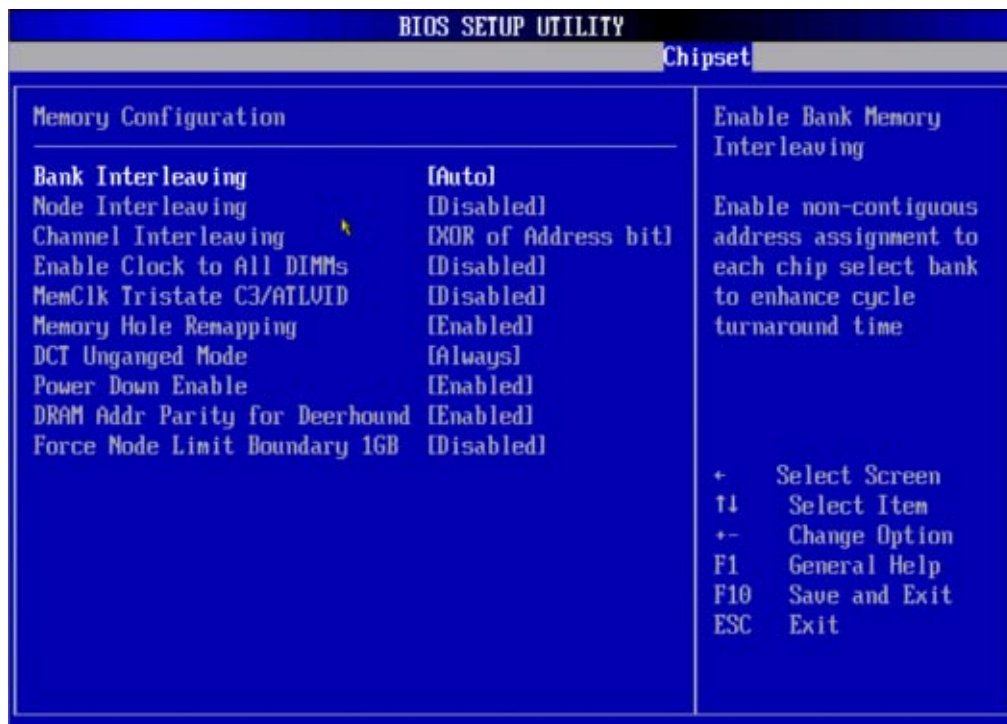 BIOS SETUP UTILITY
Chipset
Memory Configuration
Bank Interleaving [Auto]
Node Interleaving [Disabled]
Channel Interleaving [XOR of Address bit]
Enable Clock to All DIMMs [Disabled]
MemClk Tristate C3/ATLVID [Disabled]
Memory Hole Remapping [Enabled]
DCT Unganged Mode [Always]
Power Down Enable [Enabled]
DRAM Addr Parity for Deerhound [Enabled]
Force Node Limit Boundary 1GB [Disabled]
Enable Bank Memory
Interleaving
Enable non-contiguous
address assignment to
each chip select bank
to enhance cycle
turnaround time
← Select Screen
↑↓ Select Item
+- Change Option
F1 General Help
F10 Save and Exit
ESC Exit